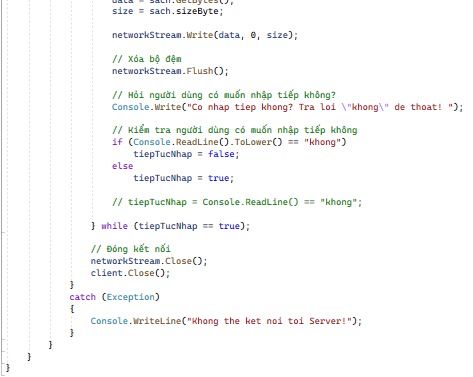 data = sach.GetBytes();
size = sach.sizeByte;
networkStream.Write(data, 0, size);
// Xóa bộ đệm
networkStream.Flush();
// Hỏi người dùng có muốn nhập tiếp không?
Console.Write("Co nhap tiep khong? Tra loi \"khong\" de thoat! ");
// Kiểm tra người dùng có muốn nhập tiếp không
if (Console.ReadLine().ToLower() == "khong")
tiepTucNhap = false;
else
tiepTucNhap = true;
// tiepTucNhap = Console.ReadLine() == "khong";
} while (tiepTucNhap == true);
// Đóng kết nối
networkStream.Close();
client.Close();
}
catch (Exception)
{
Console.WriteLine("Khong the ket noi toi Server!");
}
}
}
}